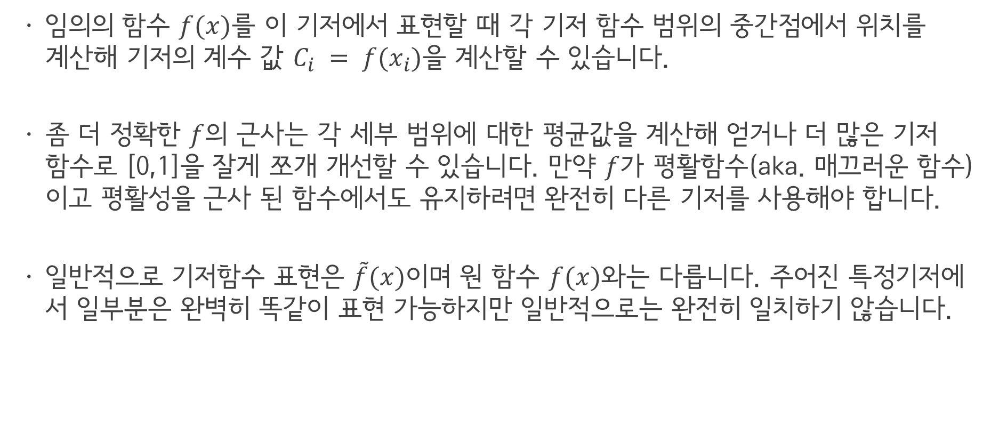 · 임의의 함수 f(x)를 이 기저에서 표현할 때 각 기저 함수 범위의 중간점에서 위치를
계산해 기저의 계수 값 Cᵢ = f(xᵢ)을 계산할 수 있습니다.
· 좀 더 정확한 f의 근사는 각 세부 범위에 대한 평균값을 계산해 얻거나 더 많은 기저
함수로 [0,1]을 잘게 쪼개 개선할 수 있습니다. 만약 f가 평활함수(aka. 매끄러운 함수)
이고 평활성을 근사 된 함수에서도 유지하려면 완전히 다른 기저를 사용해야 합니다.
· 일반적으로 기저함수 표현은 f̃(x)이며 원 함수 f(x)와는 다릅니다. 주어진 특정기저에
서 일부분은 완벽히 똑같이 표현 가능하지만 일반적으로는 완전히 일치하기 않습니다.